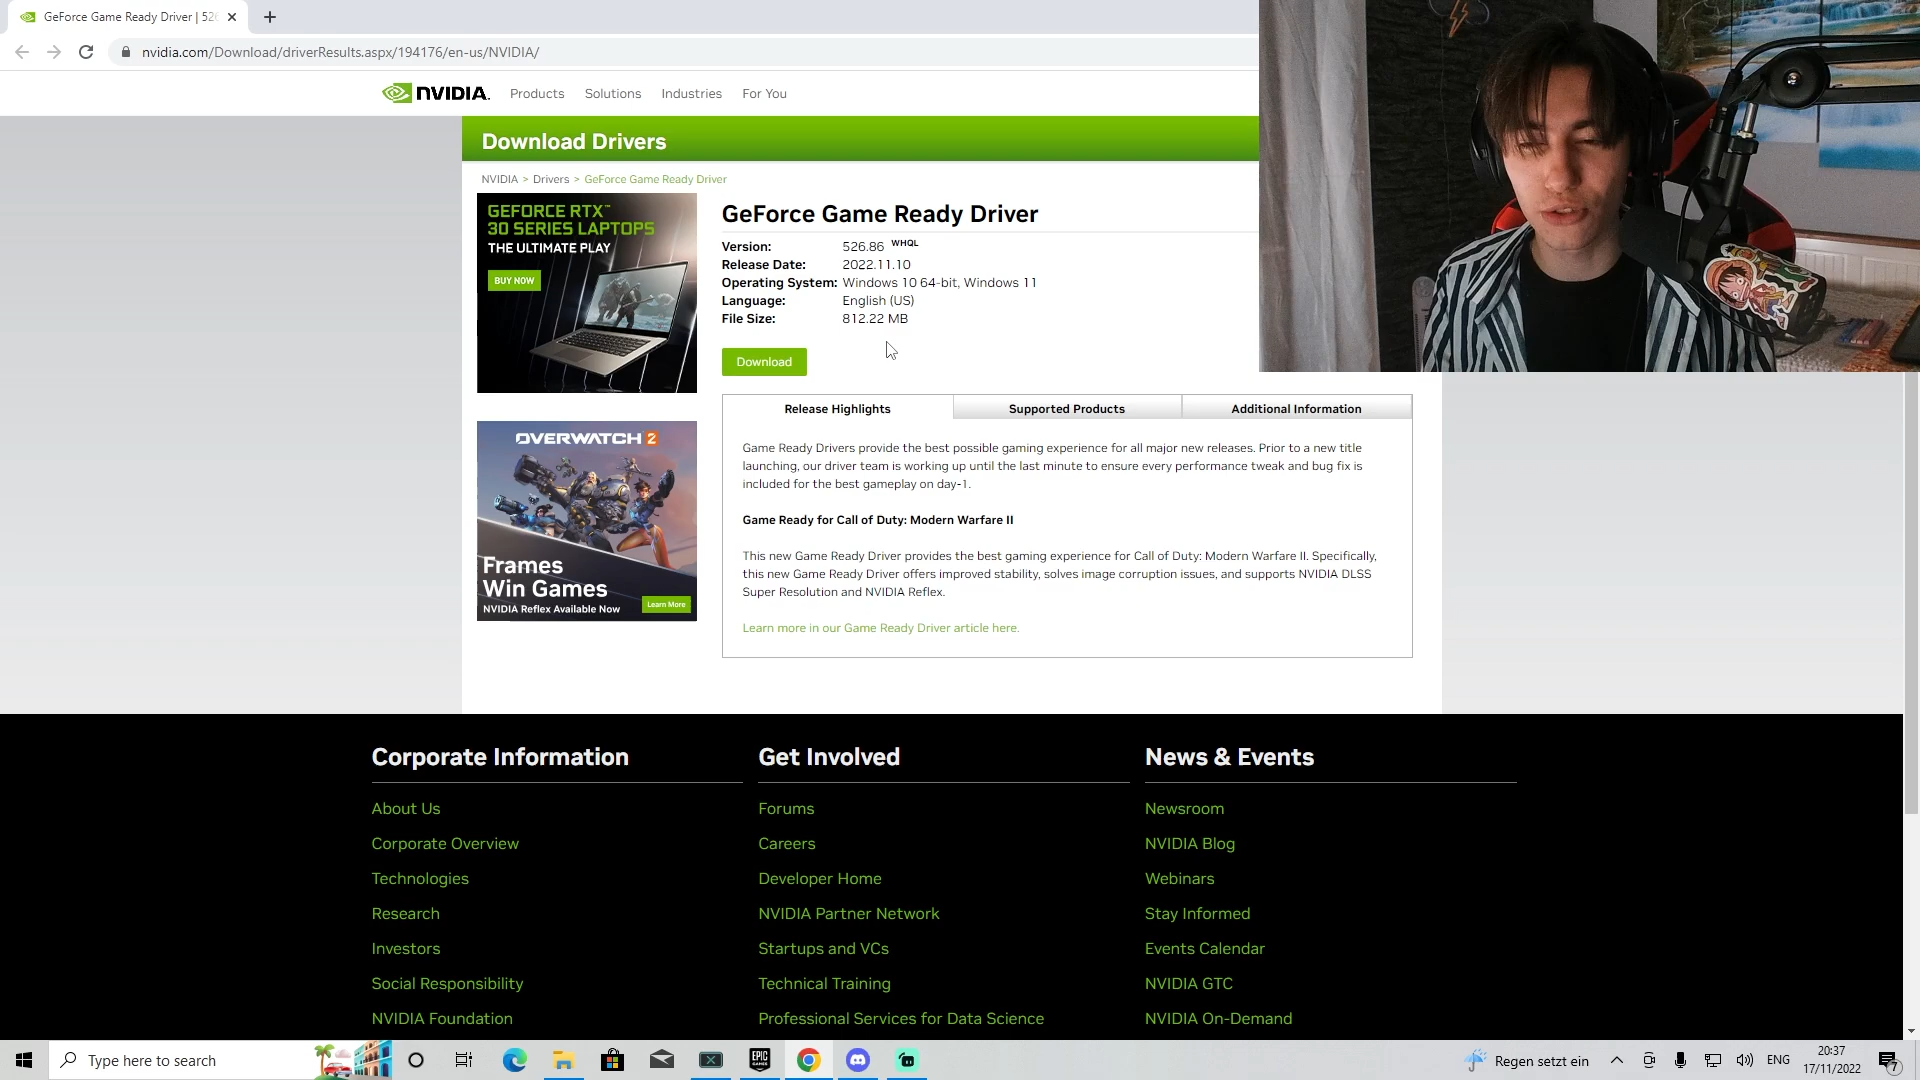 GeForce Game Ready Driver | 526
nvidia.com/Download/driverResults.aspx/194176/en-us/NVIDIA/
NVIDIA.
Products
Solutions
Industries
For You
Download Drivers
NVIDIA > Drivers > GeForce Game Ready Driver
GEFORCE RTX™
30 SERIES LAPTOPS
THE ULTIMATE PLAY
BUY NOW
GeForce Game Ready Driver
Version: 526.86 WHQL
Release Date: 2022.11.10
Operating System: Windows 10 64-bit, Windows 11
Language: English (US)
File Size: 812.22 MB
Download
OVERWATCH 2
Frames
Win Games
NVIDIA Reflex Available Now
Learn More
Release Highlights
Supported Products
Additional Information
Game Ready Drivers provide the best possible gaming experience for all major new releases. Prior to a new title
launching, our driver team is working up until the last minute to ensure every performance tweak and bug fix is
included for the best gameplay on day-1.
Game Ready for Call of Duty: Modern Warfare II
This new Game Ready Driver provides the best gaming experience for Call of Duty: Modern Warfare II. Specifically,
this new Game Ready Driver offers improved stability, solves image corruption issues, and supports NVIDIA DLSS
Super Resolution and NVIDIA Reflex.
Learn more in our Game Ready Driver article here.
Corporate Information
About Us
Corporate Overview
Technologies
Research
Investors
Social Responsibility
NVIDIA Foundation
Get Involved
Forums
Careers
Developer Home
NVIDIA Partner Network
Startups and VCs
Technical Training
Professional Services for Data Science
News & Events
Newsroom
NVIDIA Blog
Webinars
Stay Informed
Events Calendar
NVIDIA GTC
NVIDIA On-Demand
Type here to search
EPIC
GAMES
Regen setzt ein
ENG
20:37
17/11/2022
7